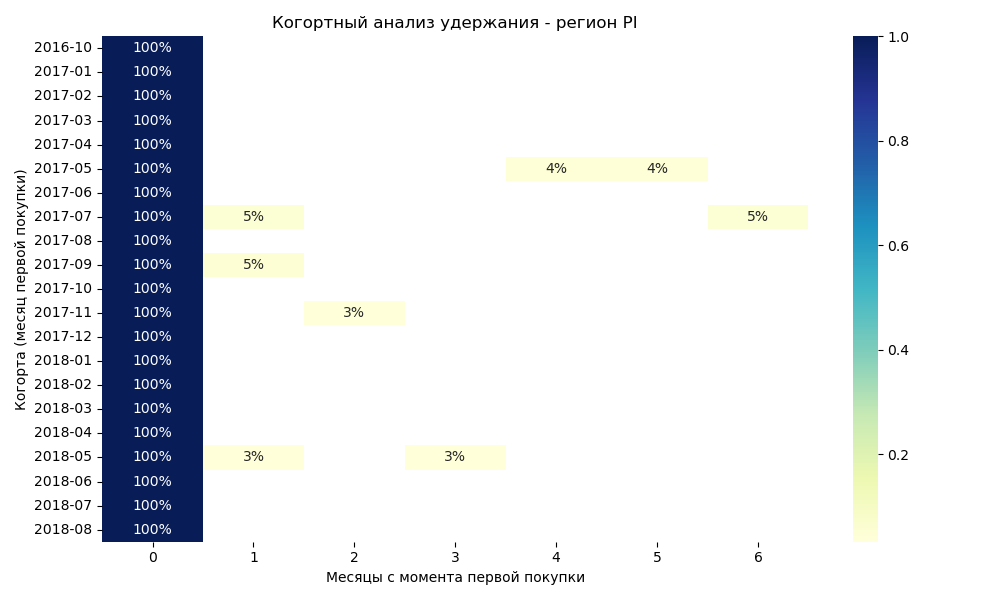 Когортный анализ удержания - регион PI
Когорта (месяц первой покупки)
2016-10 100%
2017-01 100%
2017-02 100%
2017-03 100%
2017-04 100%
2017-05 100% 4% 4%
2017-06 100%
2017-07 100% 5% 5%
2017-08 100%
2017-09 100% 5%
2017-10 100%
2017-11 100% 3%
2017-12 100%
2018-01 100%
2018-02 100%
2018-03 100%
2018-04 100%
2018-05 100% 3% 3%
2018-06 100%
2018-07 100%
2018-08 100%
0 1 2 3 4 5 6
Месяцы с момента первой покупки
1.0
0.8
0.6
0.4
0.2